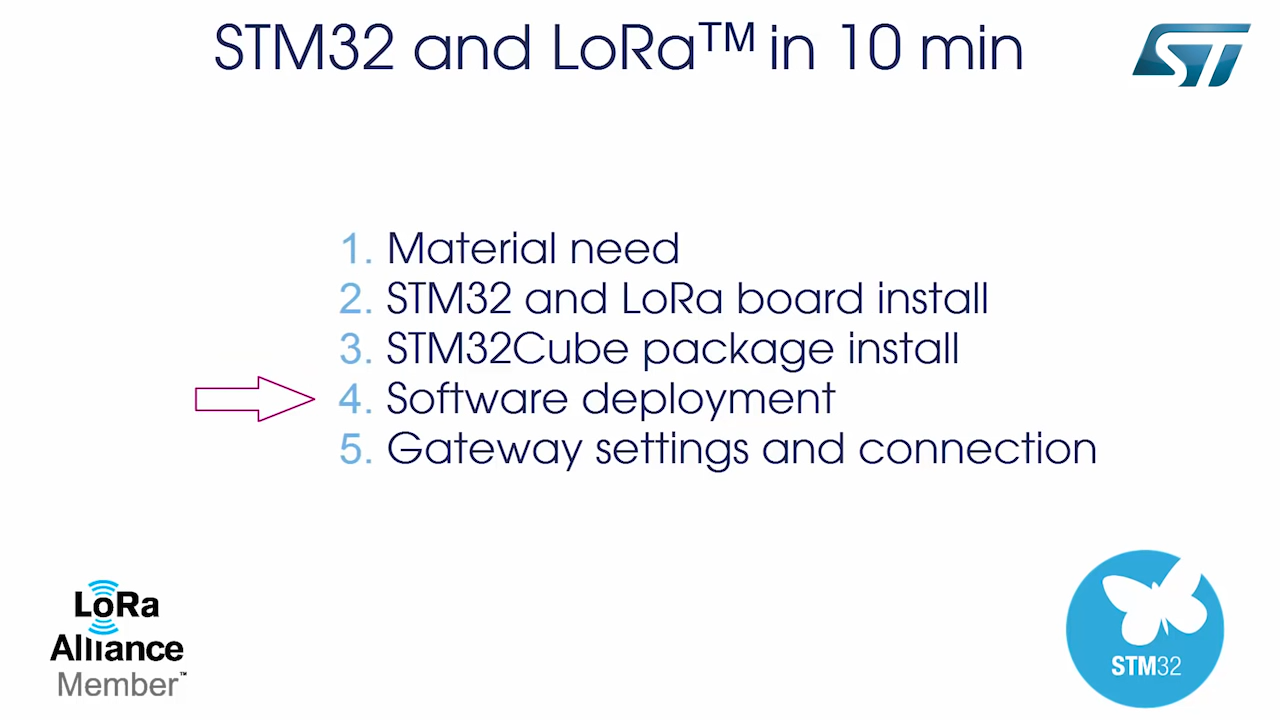 STM32 and LoRa™ in 10 min
ST
1. Material need
2. STM32 and LoRa board install
3. STM32Cube package install
4. Software deployment
5. Gateway settings and connection
LoRa
Alliance
Member™
STM32